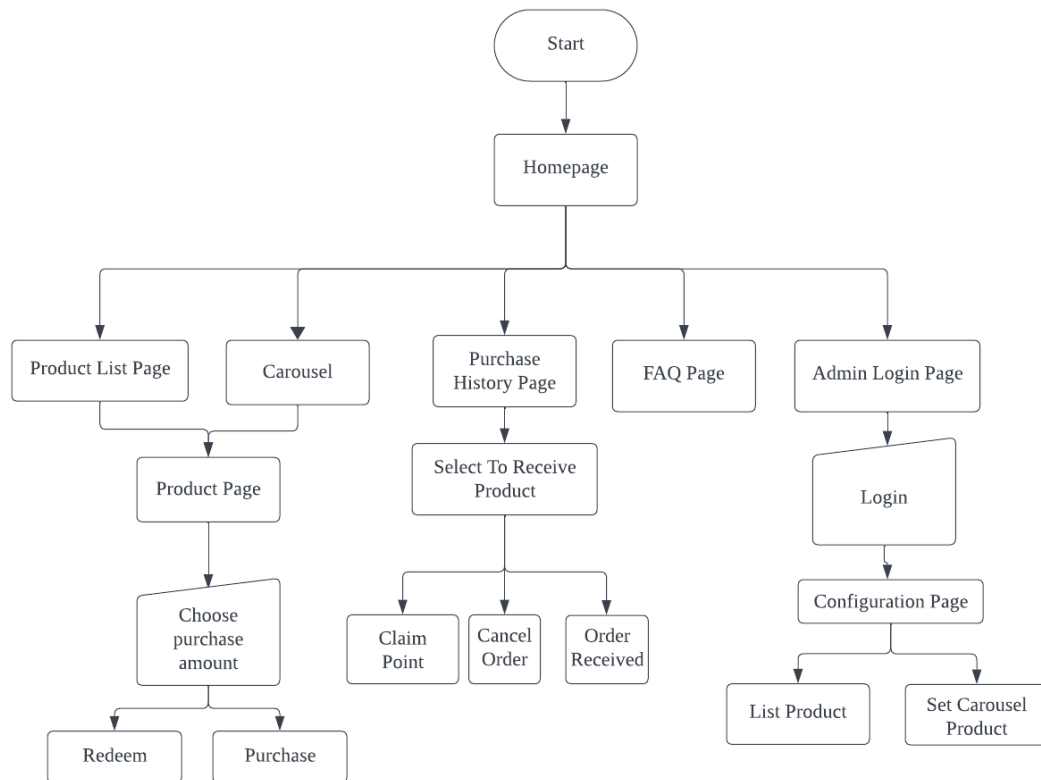 Start
Homepage
Product List Page
Carousel
Purchase
History Page
FAQ Page
Admin Login Page
Product Page
Select To Receive
Product
Login
Choose
purchase
amount
Claim
Point
Cancel
Order
Order
Received
Configuration Page
Redeem
Purchase
List Product
Set Carousel
Product